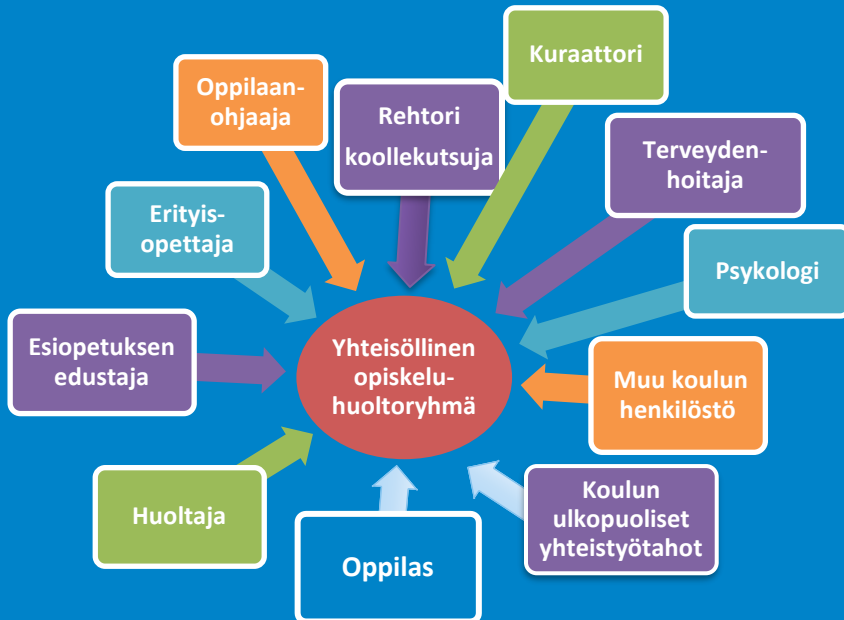 Kuraattori
Oppilaan-
ohjaaja
Rehtori
koollekutsuja
Terveyden-
hoitaja
Erityis-
opettaja
Psykologi
Esiopetuksen
edustaja
Yhteisöllinen
opiskelu-
huoltoryhmä
Muu koulun
henkilöstö
Huoltaja
Oppilas
Koulun
ulkopuoliset
yhteistyötahot